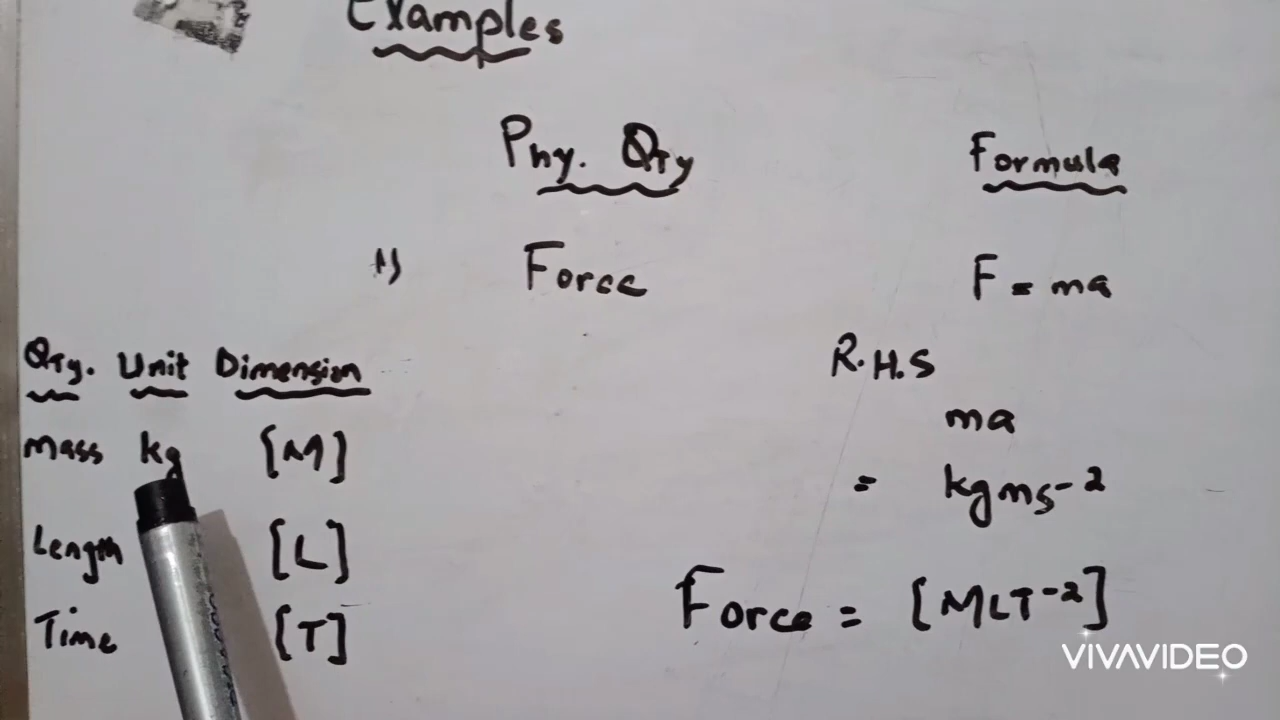 Examples
Phy. Qty Formula
1) Force F = ma
Qty. Unit Dimension
Mass kg [M]
Length [L]
Time [T]
R.H.S
ma
= kgms-2
Force = [MLT-2]
VIVAVIDEO